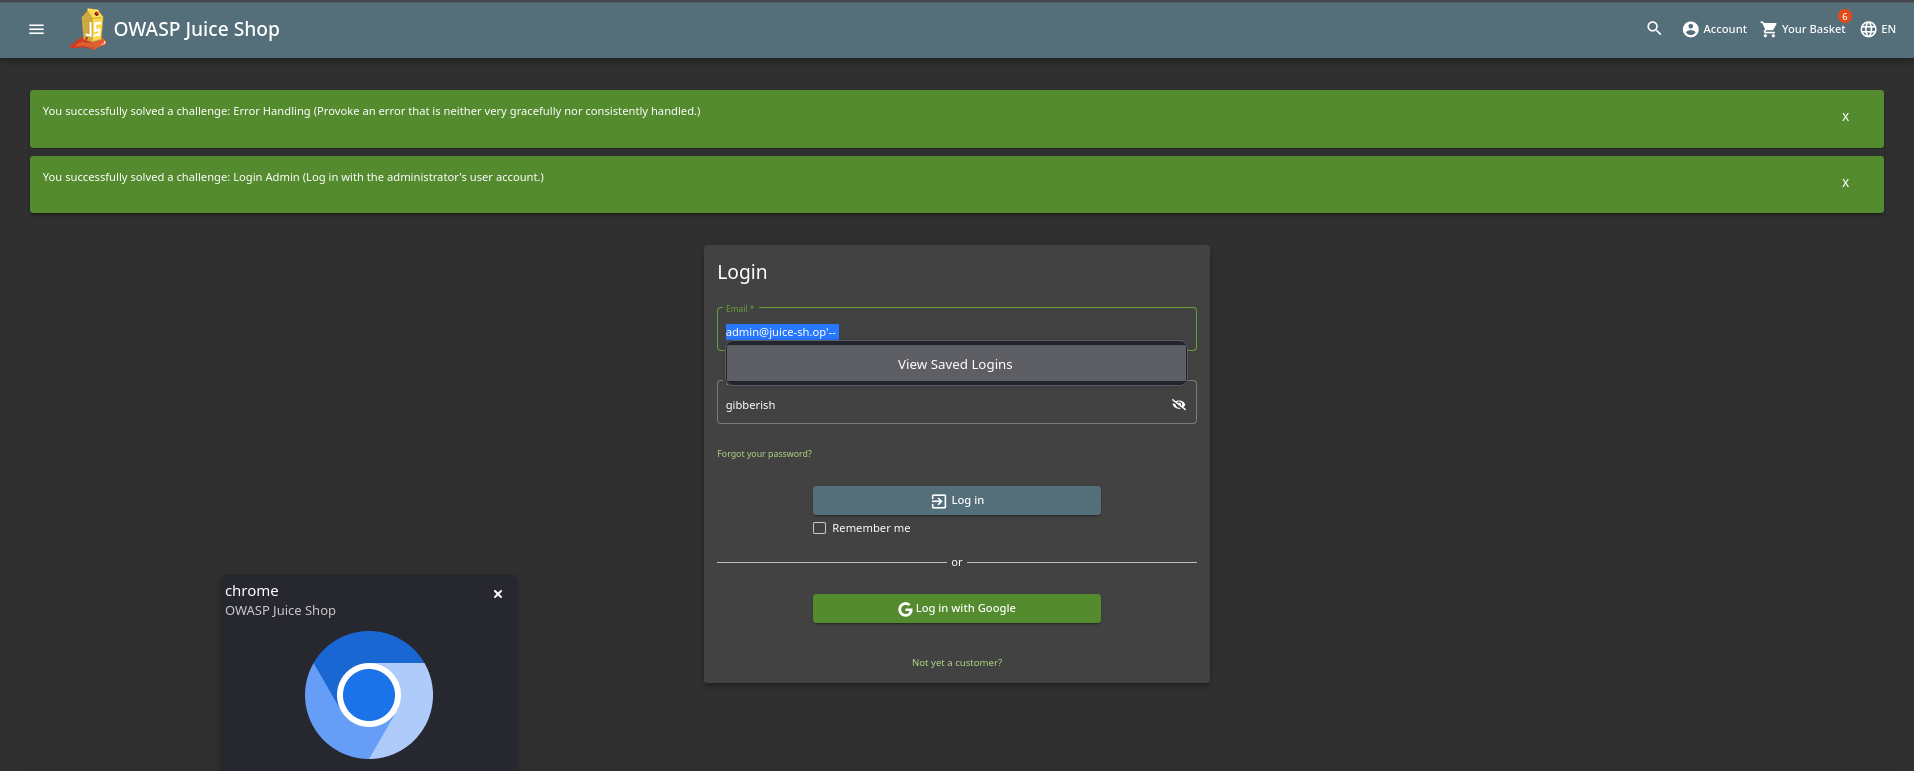 OWASP Juice Shop
Account
6
Your Basket
EN
You successfully solved a challenge: Error Handling (Provoke an error that is neither very gracefully nor consistently handled.)
X
You successfully solved a challenge: Login Admin (Log in with the administrator's user account.)
X
Login
Email *
admin@juice-sh.op'--
View Saved Logins
gibberish
Forgot your password?
Log in
Remember me
or
Log in with Google
Not yet a customer?
chrome
OWASP Juice Shop